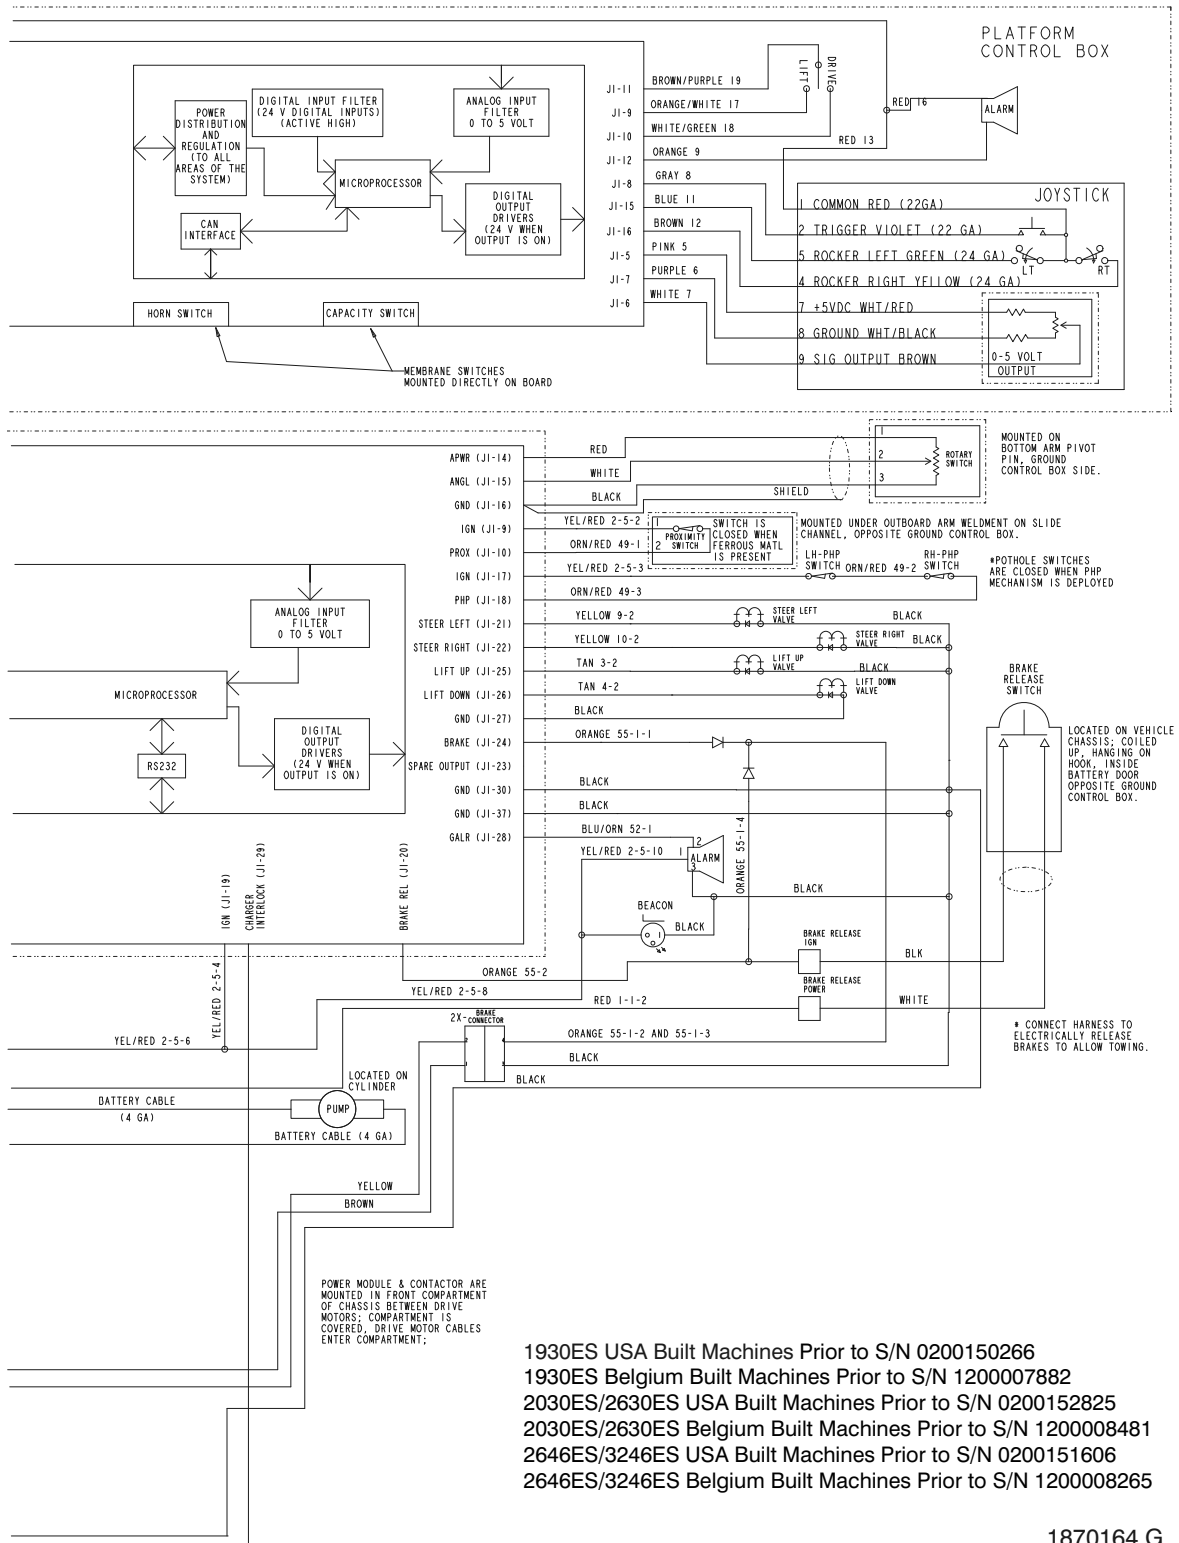 PLATFORM
CONTROL BOX
POWER
DISTRIBUTION
AND
REGULATION
(TO ALL
AREAS OF THE
SYSTEM)
DIGITAL INPUT FILTER
(24 V DIGITAL INPUTS)
(ACTIVE HIGH)
ANALOG INPUT
FILTER
0 TO 5 VOLT
MICROPROCESSOR
CAN
INTERFACE
DIGITAL
OUTPUT
DRIVERS
(24 V WHEN
OUTPUT IS ON)
HORN SWITCH
CAPACITY SWITCH
MEMBRANE SWITCHES
MOUNTED DIRECTLY ON BOARD
J1-11
BROWN/PURPLE 19
J1-9
ORANGE/WHITE 17
J1-10
WHITE/GREEN 18
J1-12
ORANGE 9
J1-8
GRAY 8
J1-15
BLUE 11
J1-16
BROWN 12
J1-5
PINK 5
J1-7
PURPLE 6
J1-6
WHITE 7
LIFT
DRIVE
RED 16
ALARM
RED 13
JOYSTICK
1 COMMON RED (22GA)
2 TRIGGER VIOLET (22 GA)
5 ROCKER LEFT GREEN (24 GA)
LT
RT
4 ROCKER RIGHT YELLOW (24 GA)
7 +5VDC WHT/RED
8 GROUND WHT/BLACK
9 SIG OUTPUT BROWN
0-5 VOLT
OUTPUT
APWR (J1-14)
RED
ANGL (J1-15)
WHITE
GND (J1-16)
BLACK
SHIELD
1
2
3
ROTARY
SWITCH
MOUNTED ON
BOTTOM ARM PIVOT
PIN, GROUND
CONTROL BOX SIDE.
IGN (J1-9)
YEL/RED 2-5-2
PROX (J1-10)
ORN/RED 49-1
1
2
PROXIMITY
SWITCH
SWITCH IS
CLOSED WHEN
FERROUS MATL
IS PRESENT
MOUNTED UNDER OUTBOARD ARM WELDMENT ON SLIDE
CHANNEL, OPPOSITE GROUND CONTROL BOX.
IGN (J1-17)
YEL/RED 2-5-3
LH-PHP
SWITCH
ORN/RED 49-2
RH-PHP
SWITCH
*POTHOLE SWITCHES
ARE CLOSED WHEN PHP
MECHANISM IS DEPLOYED
PHP (J1-18)
ORN/RED 49-3
STEER LEFT (J1-21)
YELLOW 9-2
STEER LEFT
VALVE
BLACK
STEER RIGHT (J1-22)
YELLOW 10-2
STEER RIGHT
VALVE
BLACK
LIFT UP (J1-25)
TAN 3-2
LIFT UP
VALVE
BLACK
LIFT DOWN (J1-26)
TAN 4-2
LIFT DOWN
VALVE
GND (J1-27)
BLACK
BRAKE (J1-24)
ORANGE 55-1-1
SPARE OUTPUT (J1-23)
GND (J1-30)
BLACK
GND (J1-37)
BLACK
GALR (J1-28)
BLU/ORN 52-1
YEL/RED 2-5-10
1
2
3
ALARM
ORANGE 55-1-4
BLACK
BEACON
BLACK
ANALOG INPUT
FILTER
0 TO 5 VOLT
MICROPROCESSOR
RS232
DIGITAL
OUTPUT
DRIVERS
(24 V WHEN
OUTPUT IS ON)
IGN (J1-19)
CHARGER
INTERLOCK (J1-29)
BRAKE REL (J1-20)
BRAKE
RELEASE
SWITCH
LOCATED ON VEHICLE
CHASSIS; COILED
UP, HANGING ON
HOOK, INSIDE
BATTERY DOOR
OPPOSITE GROUND
CONTROL BOX.
BRAKE RELEASE
IGN
BLK
BRAKE RELEASE
POWER
WHITE
ORANGE 55-2
YEL/RED 2-5-8
RED 1-1-2
YEL/RED 2-5-4
YEL/RED 2-5-6
2X- BRAKE
CONNECTOR
ORANGE 55-1-2 AND 55-1-3
BLACK
BLACK
* CONNECT HARNESS TO
ELECTRICALLY RELEASE
BRAKES TO ALLOW TOWING.
LOCATED ON
CYLINDER
BATTERY CABLE
(4 GA)
PUMP
BATTERY CABLE (4 GA)
YELLOW
BROWN
POWER MODULE & CONTACTOR ARE
MOUNTED IN FRONT COMPARTMENT
OF CHASSIS BETWEEN DRIVE
MOTORS; COMPARTMENT IS
COVERED, DRIVE MOTOR CABLES
ENTER COMPARTMENT;
1930ES USA Built Machines Prior to S/N 0200150266
1930ES Belgium Built Machines Prior to S/N 1200007882
2030ES/2630ES USA Built Machines Prior to S/N 0200152825
2030ES/2630ES Belgium Built Machines Prior to S/N 1200008481
2646ES/3246ES USA Built Machines Prior to S/N 0200151606
2646ES/3246ES Belgium Built Machines Prior to S/N 1200008265
1870164 G